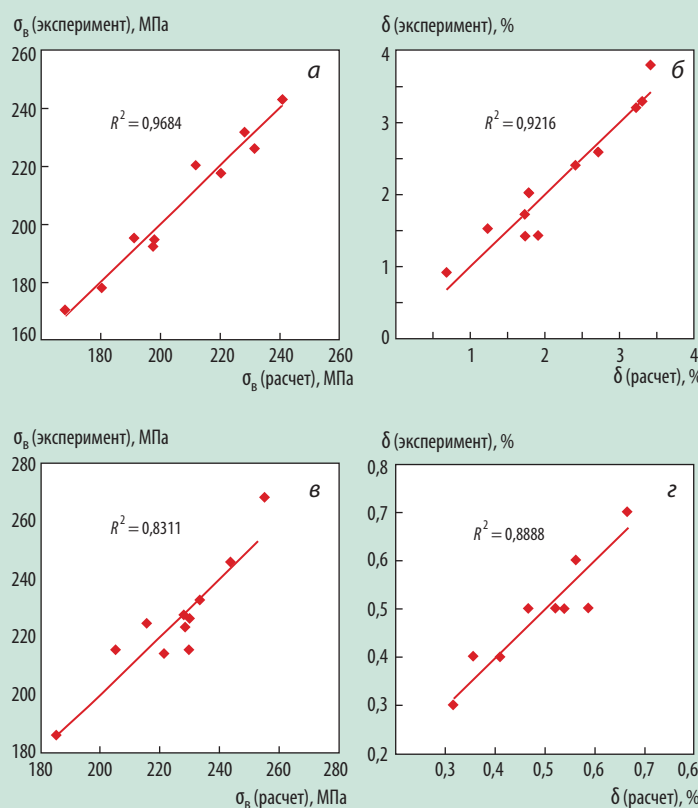 σв (эксперимент), МПа
260
240
220
200
180
160
180 200 220 240 260
σв (расчет), МПа
а
R² = 0,9684
δ (эксперимент), %
4
3
2
1
0
1 2 3 4
δ (расчет), %
б
R² = 0,9216
σв (эксперимент), МПа
280
260
240
220
200
180
180 200 220 240 260 280
σв (расчет), МПа
в
R² = 0,8311
δ (эксперимент), %
0,8
0,7
0,6
0,5
0,4
0,3
0,2
0,3 0,4 0,5 0,6 0,7 0,6
δ (расчет), %
г
R² = 0,8888